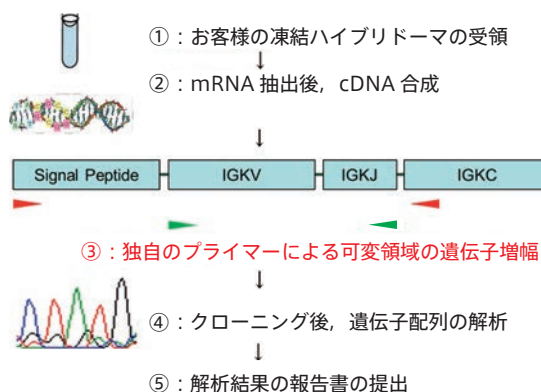 ①：お客様の凍結ハイブリドーマの受領
↓
②：mRNA 抽出後，cDNA 合成
↓
Signal Peptide IGKV IGKJ IGKC
③：独自のプライマーによる可変領域の遺伝子増幅
↓
④：クローニング後，遺伝子配列の解析
↓
⑤：解析結果の報告書の提出